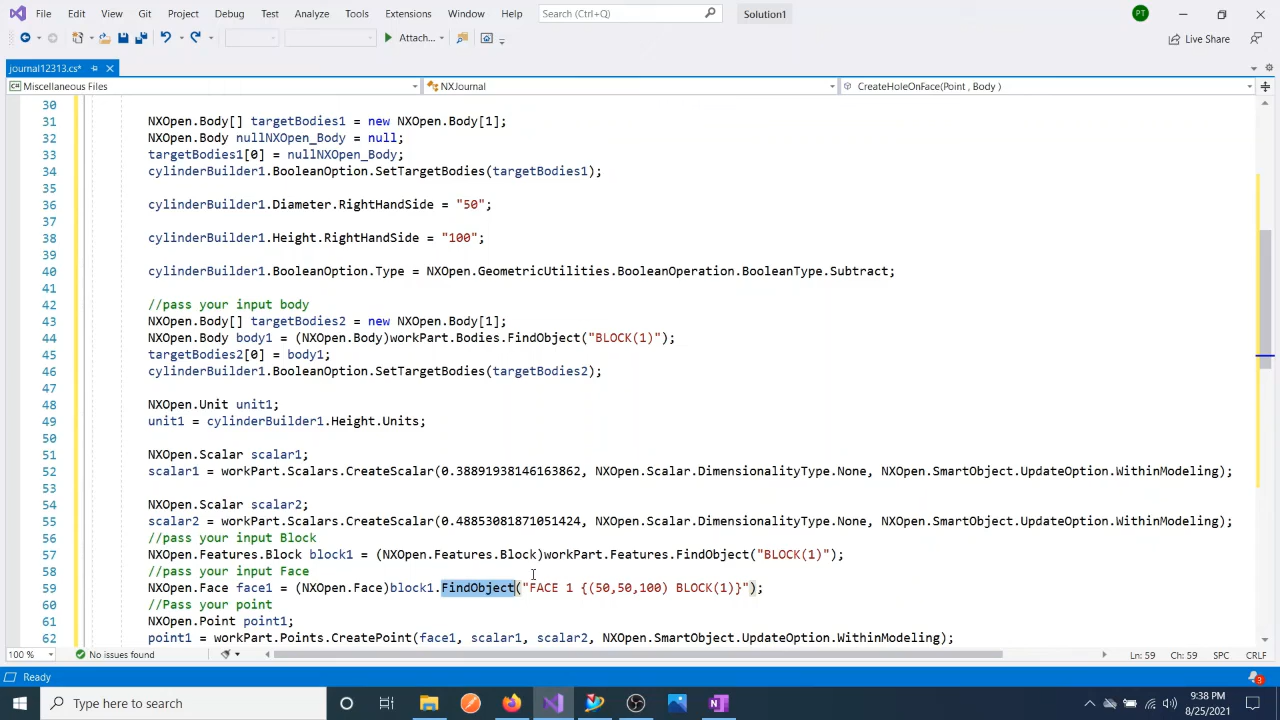 File Edit View Git Project Debug Test Analyze Tools Extensions Window Help Search (Ctrl+Q) Solution1 PT
Attach... Live Share
journal12313.cs*
C# Miscellaneous Files NXJournal CreateHoleOnFace(Point , Body )
30
31 NXOpen.Body[] targetBodies1 = new NXOpen.Body[1];
32 NXOpen.Body nullNXOpen_Body = null;
33 targetBodies1[0] = nullNXOpen_Body;
34 cylinderBuilder1.BooleanOption.SetTargetBodies(targetBodies1);
35
36 cylinderBuilder1.Diameter.RightHandSide = "50";
37
38 cylinderBuilder1.Height.RightHandSide = "100";
39
40 cylinderBuilder1.BooleanOption.Type = NXOpen.GeometricUtilities.BooleanOperation.BooleanType.Subtract;
41
42 //pass your input body
43 NXOpen.Body[] targetBodies2 = new NXOpen.Body[1];
44 NXOpen.Body body1 = (NXOpen.Body)workPart.Bodies.FindObject("BLOCK(1)");
45 targetBodies2[0] = body1;
46 cylinderBuilder1.BooleanOption.SetTargetBodies(targetBodies2);
47
48 NXOpen.Unit unit1;
49 unit1 = cylinderBuilder1.Height.Units;
50
51 NXOpen.Scalar scalar1;
52 scalar1 = workPart.Scalars.CreateScalar(0.38891938146163862, NXOpen.Scalar.DimensionalityType.None, NXOpen.SmartObject.UpdateOption.WithinModeling);
53
54 NXOpen.Scalar scalar2;
55 scalar2 = workPart.Scalars.CreateScalar(0.48853081871051424, NXOpen.Scalar.DimensionalityType.None, NXOpen.SmartObject.UpdateOption.WithinModeling);
56 //pass your input Block
57 NXOpen.Features.Block block1 = (NXOpen.Features.Block)workPart.Features.FindObject("BLOCK(1)");
58 //pass your input Face
59 NXOpen.Face face1 = (NXOpen.Face)block1.FindObject("FACE 1 {(50,50,100) BLOCK(1)}");
60 //Pass your point
61 NXOpen.Point point1;
62 point1 = workPart.Points.CreatePoint(face1, scalar1, scalar2, NXOpen.SmartObject.UpdateOption.WithinModeling);
100 % No issues found Ln: 59 Ch: 59 SPC CRLF
Ready 3
Type here to search 9:38 PM
8/25/2021